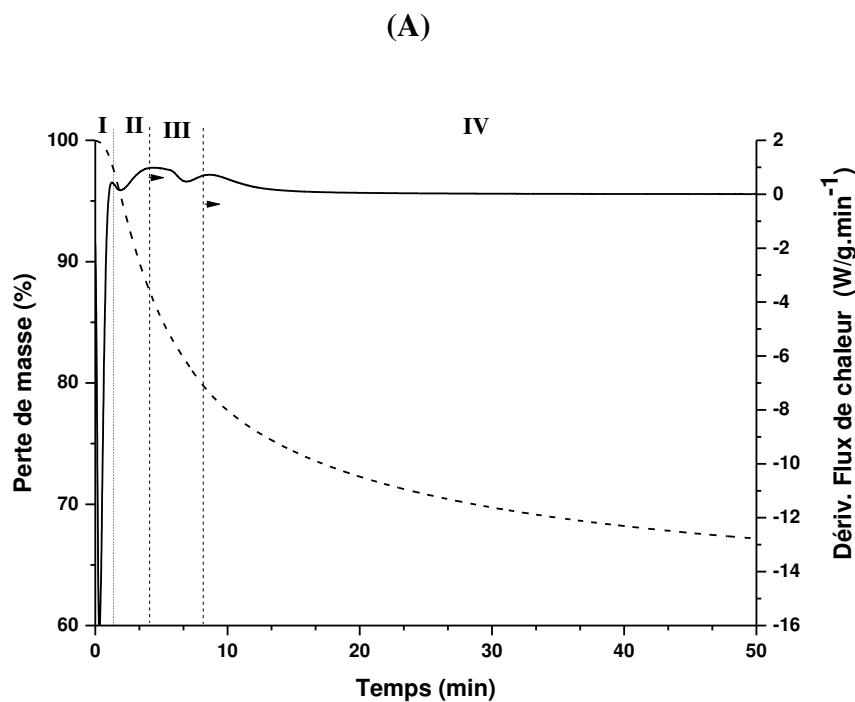 (A)
I II III IV
100
90
80
70
60
Perte de masse (%)
2
0
-2
-4
-6
-8
-10
-12
-14
-16
Dériv. Flux de chaleur (W/g.min⁻¹)
0 10 20 30 40 50
Temps (min)